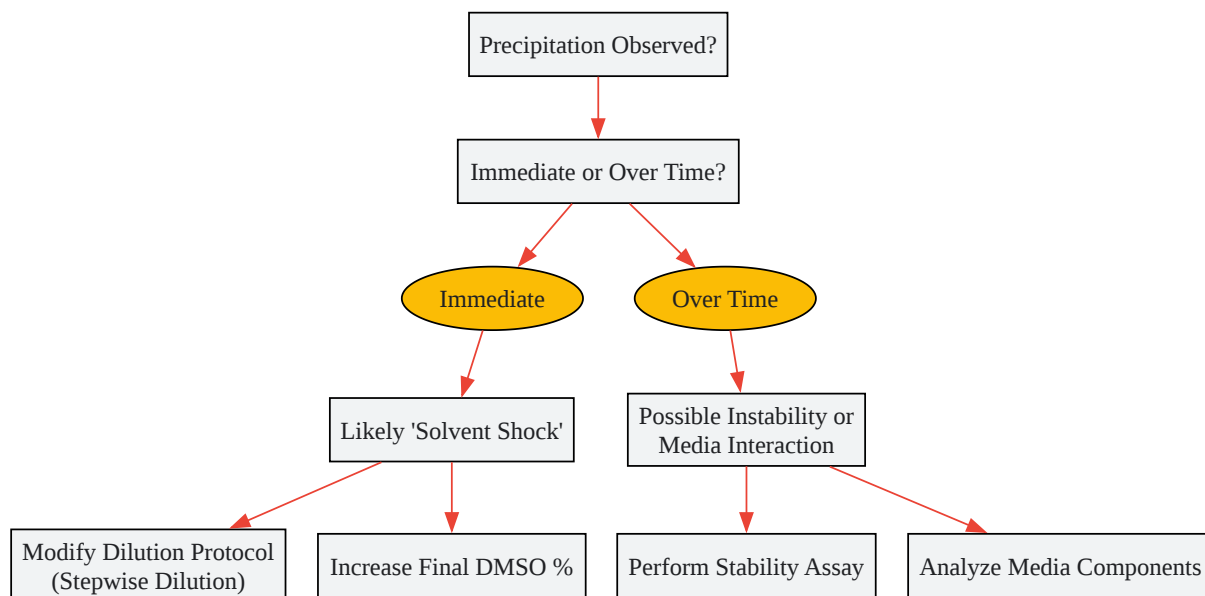 Precipitation Observed?
Immediate or Over Time?
Immediate
Over Time
Likely 'Solvent Shock'
Possible Instability or
Media Interaction
Modify Dilution Protocol
(Stepwise Dilution)
Increase Final DMSO %
Perform Stability Assay
Analyze Media Components